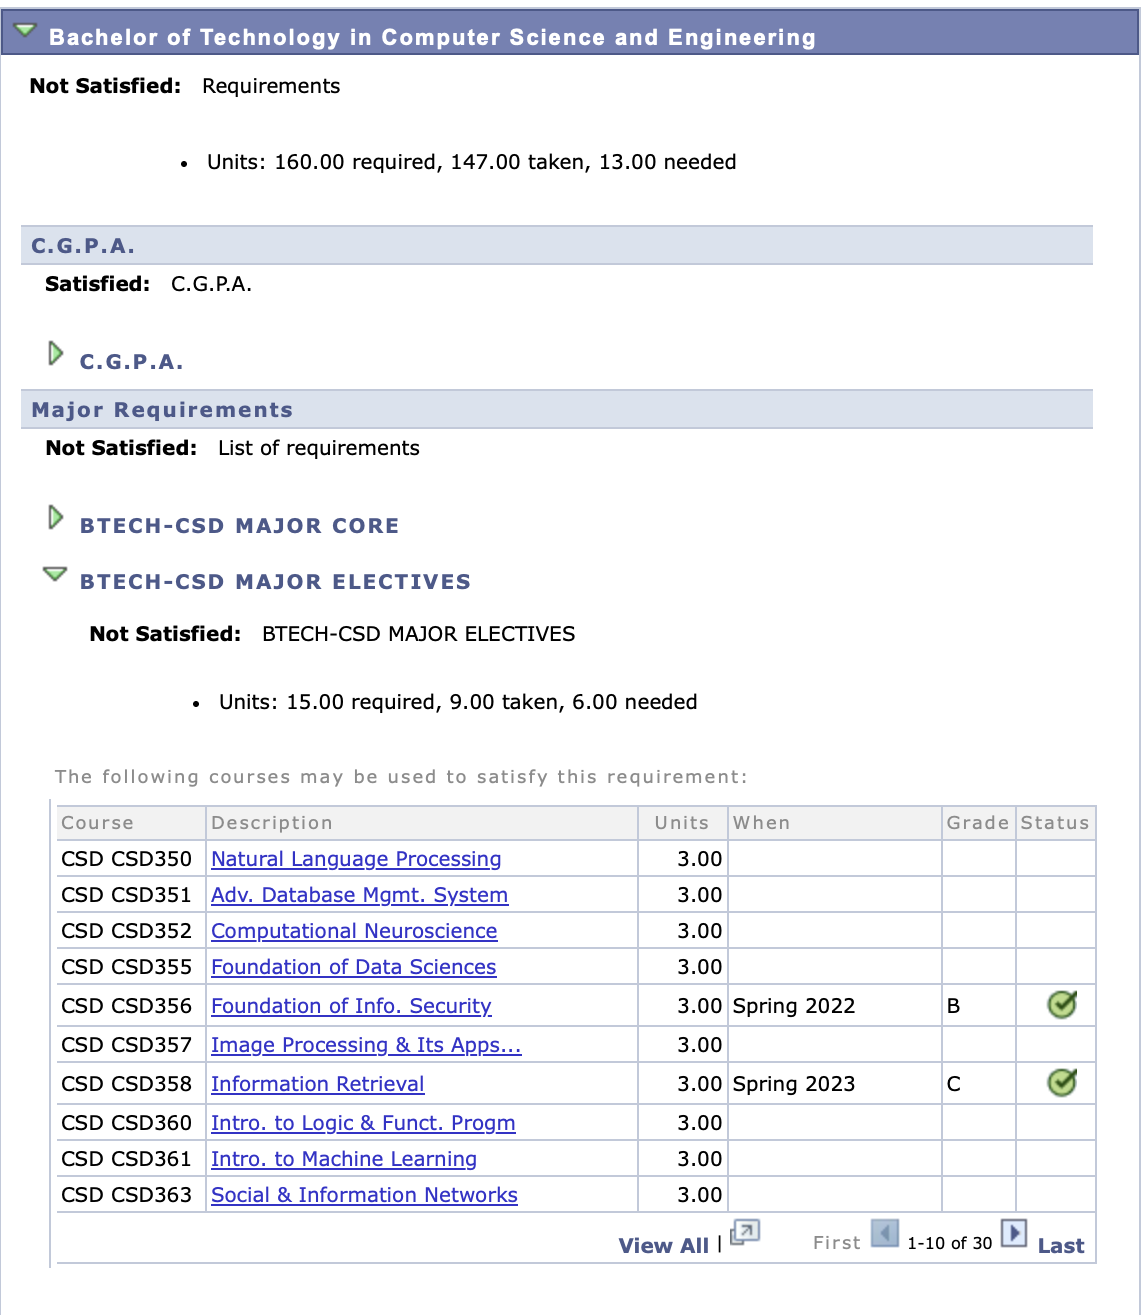 Bachelor of Technology in Computer Science and Engineering
Not Satisfied: Requirements
• Units: 160.00 required, 147.00 taken, 13.00 needed
C.G.P.A.
Satisfied: C.G.P.A.
C.G.P.A.
Major Requirements
Not Satisfied: List of requirements
BTECH-CSD MAJOR CORE
BTECH-CSD MAJOR ELECTIVES
Not Satisfied: BTECH-CSD MAJOR ELECTIVES
• Units: 15.00 required, 9.00 taken, 6.00 needed
The following courses may be used to satisfy this requirement:
Course Description Units When Grade Status
CSD CSD350 Natural Language Processing 3.00
CSD CSD351 Adv. Database Mgmt. System 3.00
CSD CSD352 Computational Neuroscience 3.00
CSD CSD355 Foundation of Data Sciences 3.00
CSD CSD356 Foundation of Info. Security 3.00 Spring 2022 B
CSD CSD357 Image Processing & Its Apps... 3.00
CSD CSD358 Information Retrieval 3.00 Spring 2023 C
CSD CSD360 Intro. to Logic & Funct. Progm 3.00
CSD CSD361 Intro. to Machine Learning 3.00
CSD CSD363 Social & Information Networks 3.00
View All | First 1-10 of 30 Last